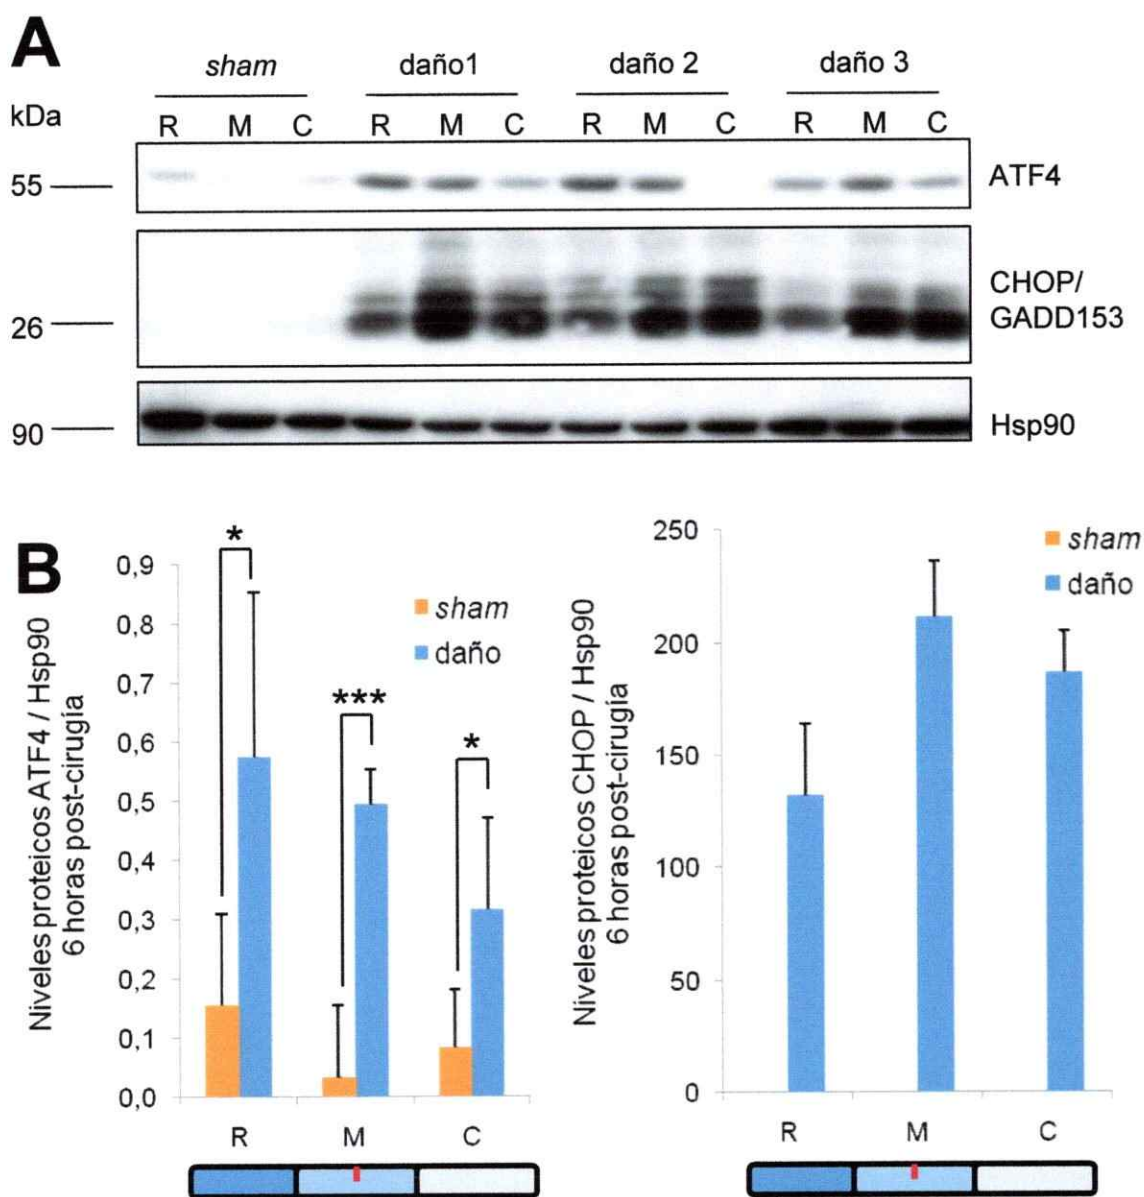 A
sham daño1 daño 2 daño 3
kDa
R M C R M C R M C R M C
55 ATF4
CHOP/
26 GADD153
90 Hsp90
B
Niveles proteicos ATF4 / Hsp90
6 horas post-cirugía
0,9
0,8
0,7
0,6
0,5
0,4
0,3
0,2
0,1
0,0
* *** *
sham
daño
R M C
Niveles proteicos CHOP / Hsp90
6 horas post-cirugía
250
200
150
100
50
0
sham
daño
R M C